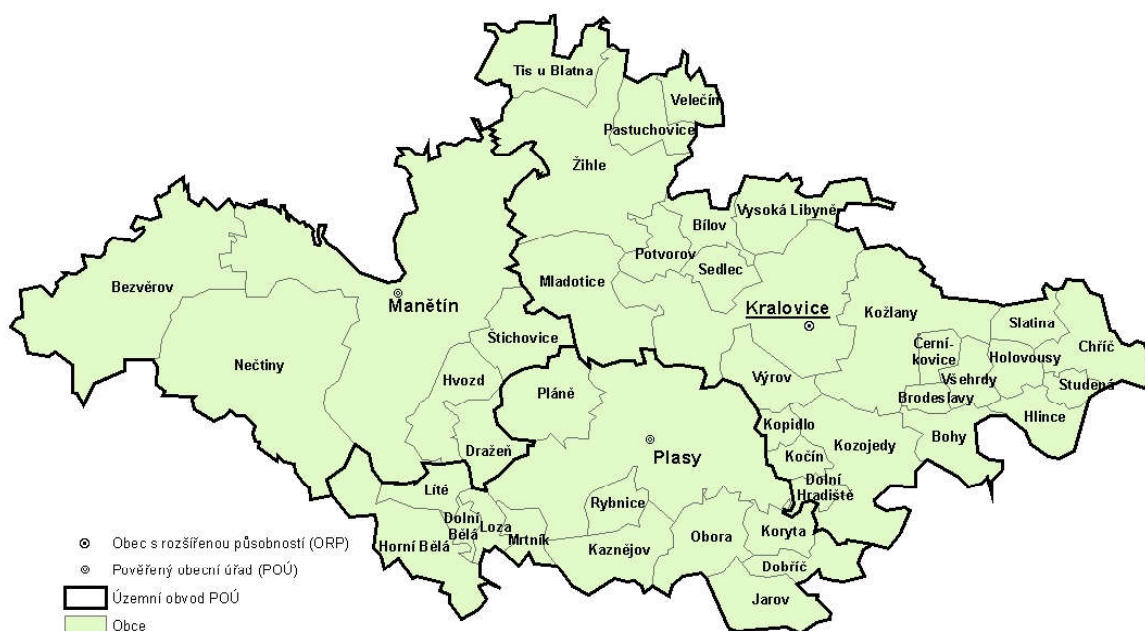 Tis u Blatna
Velečín
Pastuchovice
Žihle
Vysoká Libyně
Bílov
Potvorov
Sedlec
Bezvěrov
Mladotice
Manětín
Kralovice
Kožlany
Slatina
Chříč
Štichovice
Černí-
kovice
Holovousy
Nečtiny
Hvozd
Pláně
Výrov
Všehrdy
Studená
Brodeslavy
Hlince
Kopidlo
Kozojedy
Bohy
Dražeň
Plasy
Kočín
Dolní
Hradiště
Líté
Rybnice
Dolní
Bělá
Loza
Horní Bělá
Mrtník
Kaznějov
Obora
Koryta
Dobříč
Jarov
Obec s rozšířenou působností (ORP)
Pověřený obecní úřad (POÚ)
Územní obvod POÚ
Obce